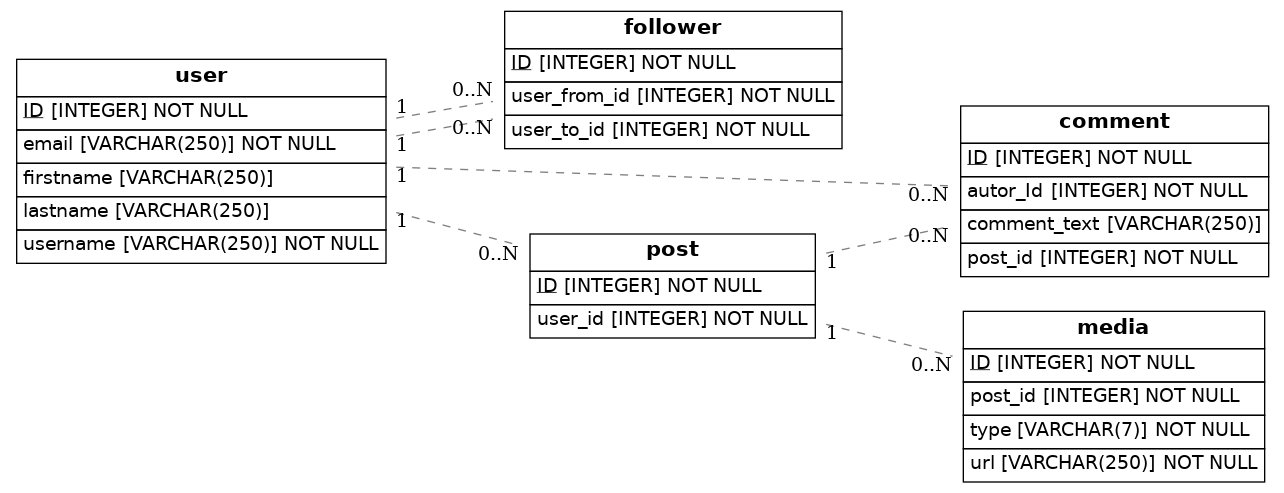 user
ID [INTEGER] NOT NULL
email [VARCHAR(250)] NOT NULL
firstname [VARCHAR(250)]
lastname [VARCHAR(250)]
username [VARCHAR(250)] NOT NULL
1
1
1
1
0..N
0..N
0..N
follower
ID [INTEGER] NOT NULL
user_from_id [INTEGER] NOT NULL
user_to_id [INTEGER] NOT NULL
post
ID [INTEGER] NOT NULL
user_id [INTEGER] NOT NULL
1
1
0..N
0..N
0..N
comment
ID [INTEGER] NOT NULL
autor_Id [INTEGER] NOT NULL
comment_text [VARCHAR(250)]
post_id [INTEGER] NOT NULL
media
ID [INTEGER] NOT NULL
post_id [INTEGER] NOT NULL
type [VARCHAR(7)] NOT NULL
url [VARCHAR(250)] NOT NULL